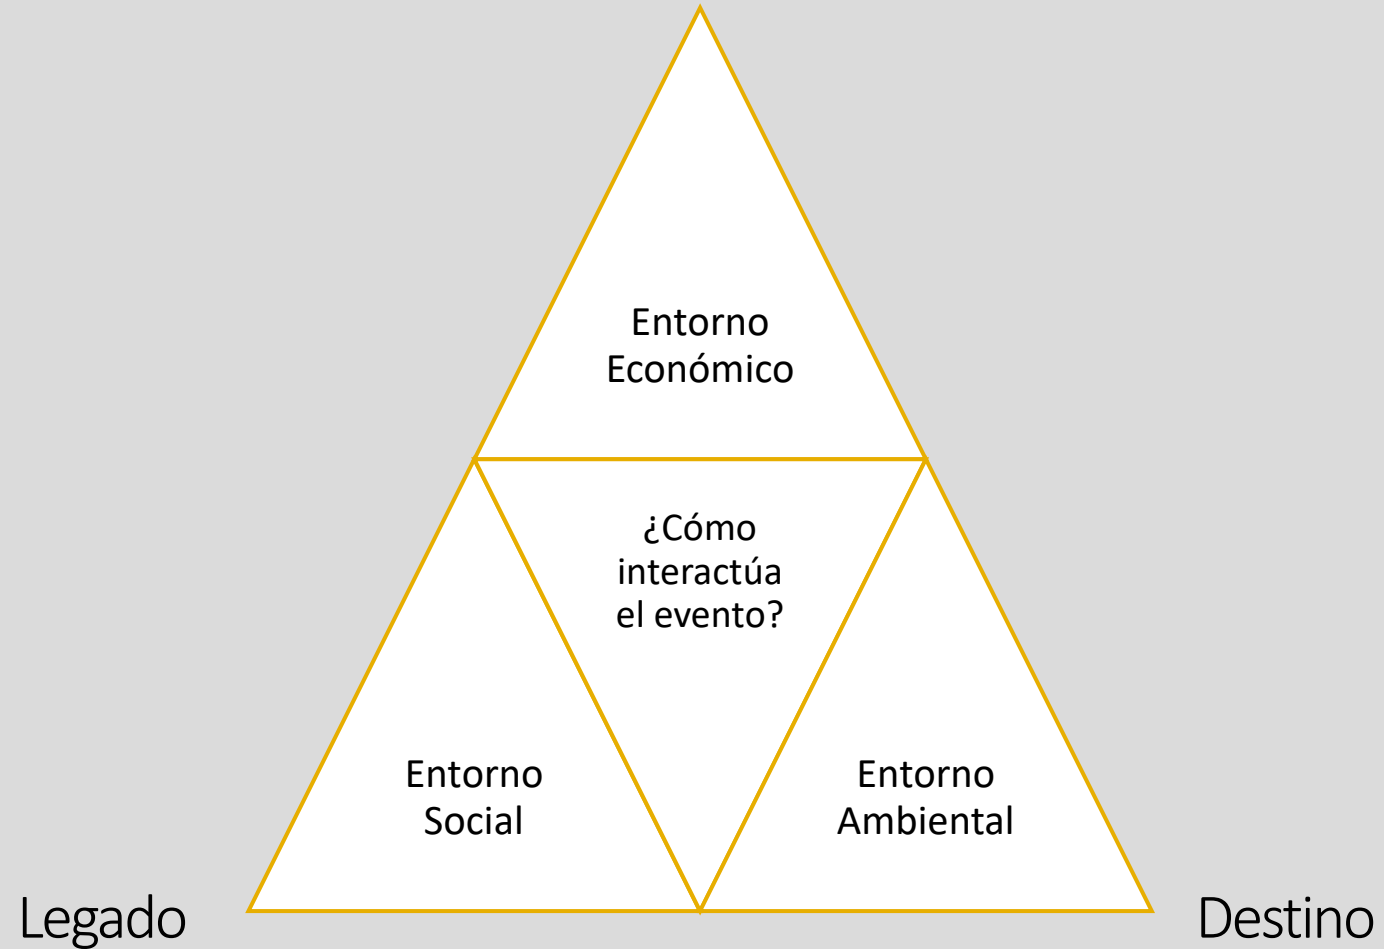 Entorno
Económico
¿Cómo
interactúa
el evento?
Entorno
Social
Entorno
Ambiental
Legado
Destino